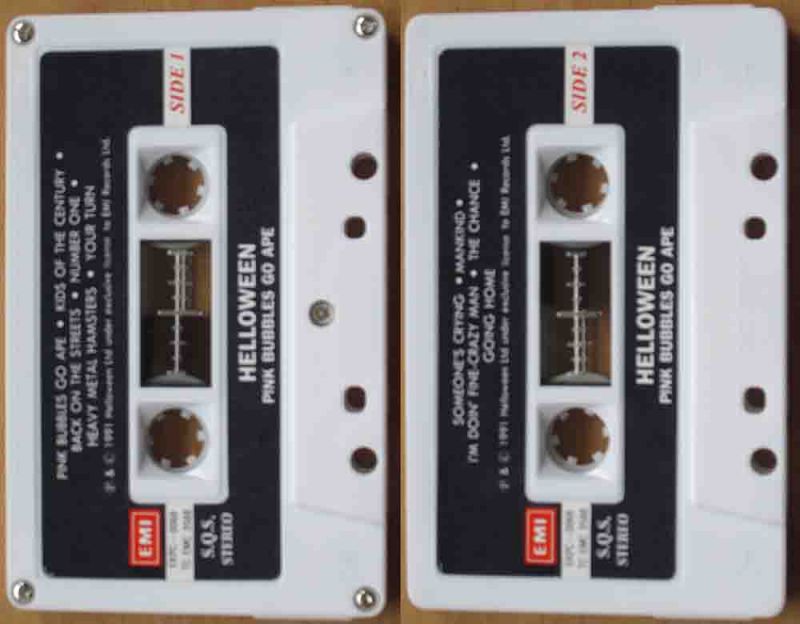 PINK BUBBLES GO APE • KIDS OF THE CENTURY •
BACK ON THE STREETS • NUMBER ONE •
HEAVY METAL HAMSTERS • YOUR TURN
℗ & © 1991 Helloween Ltd under exclusive license to EMI Records Ltd.
SIDE 1
EMI
S.Q.S.
STEREO
HELLOWEEN
PINK BUBBLES GO APE
SOMEONE'S CRYING • MANKIND •
I'M DOIN' FINE-CRAZY MAN • THE CHANCE •
GOING HOME
℗ & © 1991 Helloween Ltd under exclusive license to EMI Records Ltd.
SIDE 2
EMI
S.Q.S.
STEREO
HELLOWEEN
PINK BUBBLES GO APE